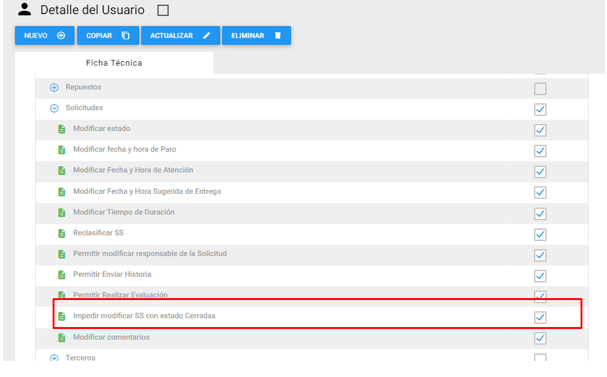 Detalle del Usuario
NUEVO
COPIAR
ACTUALIZAR
ELIMINAR
Ficha Técnica
Repuestos
Solicitudes
Modificar estado
Modificar fecha y hora de Paro
Modificar Fecha y Hora de Atención
Modificar Fecha y Hora Sugerida de Entrega
Modificar Tiempo de Duración
Reclasificar SS
Permitir modificar responsable de la Solicitud
Permitir Enviar Historia
Permitir Realizar Evaluación
Impedir modificar SS con estado Cerradas
Modificar comentarios
Terceros